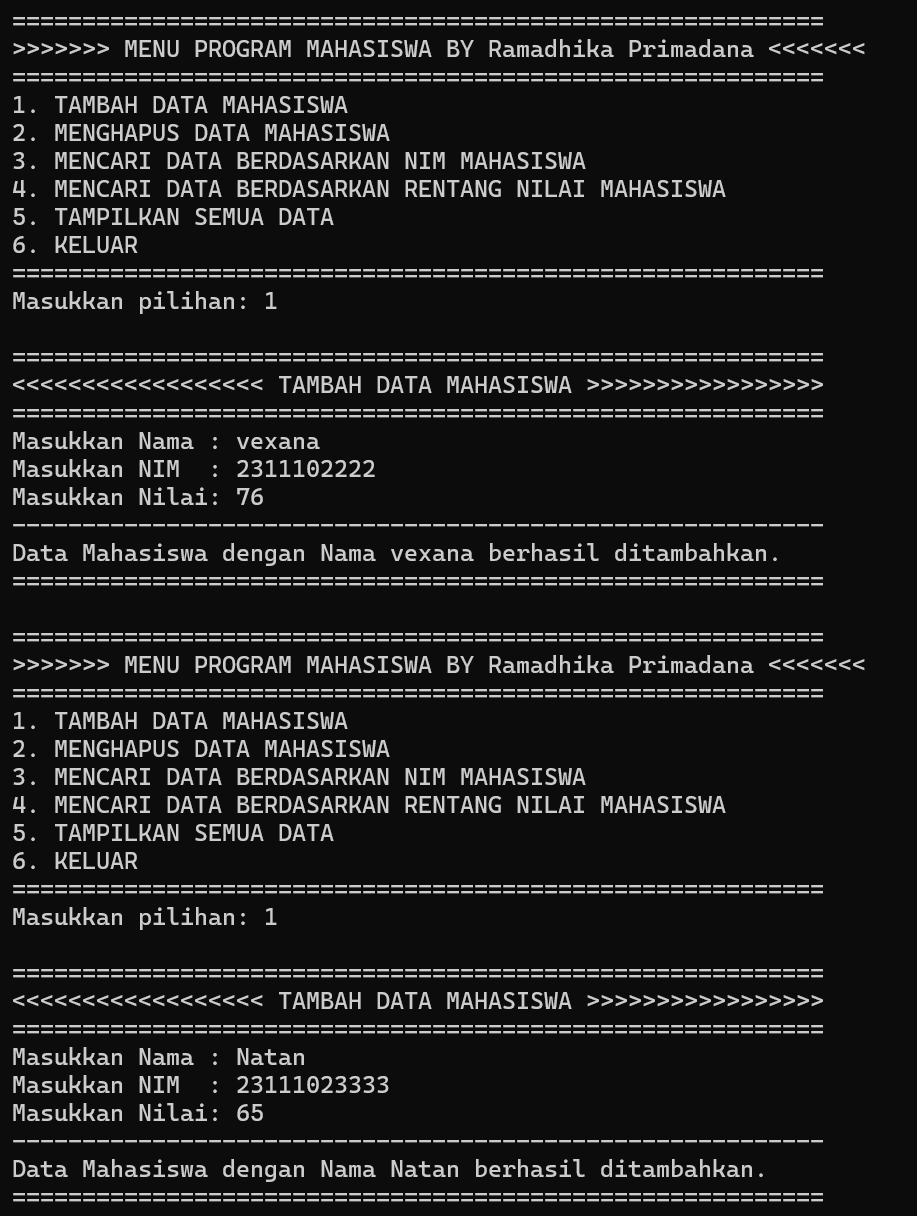 ==========================================================
>>>>>>> MENU PROGRAM MAHASISWA BY Ramadhika Primadana <<<<<<<
==========================================================
1. TAMBAH DATA MAHASISWA
2. MENGHAPUS DATA MAHASISWA
3. MENCARI DATA BERDASARKAN NIM MAHASISWA
4. MENCARI DATA BERDASARKAN RENTANG NILAI MAHASISWA
5. TAMPILKAN SEMUA DATA
6. KELUAR
==========================================================
Masukkan pilihan: 1

==========================================================
<<<<<<<<<<<<<<<<<< TAMBAH DATA MAHASISWA >>>>>>>>>>>>>>>>>
==========================================================
Masukkan Nama : vexana
Masukkan NIM  : 2311102222
Masukkan Nilai: 76
----------------------------------------------------------
Data Mahasiswa dengan Nama vexana berhasil ditambahkan.
==========================================================

==========================================================
>>>>>>> MENU PROGRAM MAHASISWA BY Ramadhika Primadana <<<<<<<
==========================================================
1. TAMBAH DATA MAHASISWA
2. MENGHAPUS DATA MAHASISWA
3. MENCARI DATA BERDASARKAN NIM MAHASISWA
4. MENCARI DATA BERDASARKAN RENTANG NILAI MAHASISWA
5. TAMPILKAN SEMUA DATA
6. KELUAR
==========================================================
Masukkan pilihan: 1

==========================================================
<<<<<<<<<<<<<<<<<< TAMBAH DATA MAHASISWA >>>>>>>>>>>>>>>>>
==========================================================
Masukkan Nama : Natan
Masukkan NIM  : 23111023333
Masukkan Nilai: 65
----------------------------------------------------------
Data Mahasiswa dengan Nama Natan berhasil ditambahkan.
==========================================================